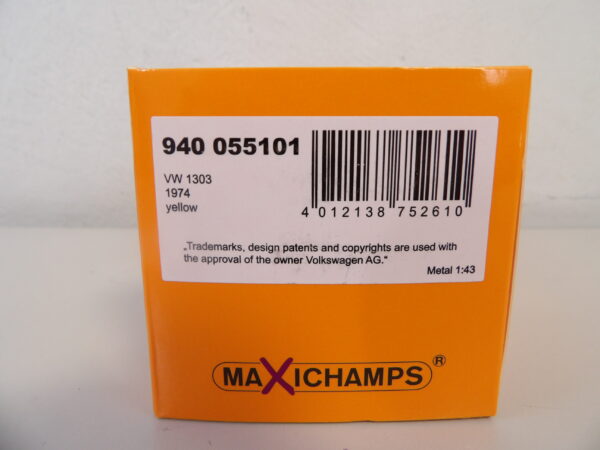 940 055101
VW 1303
1974
yellow
4 012138 752610
„Trademarks, design patents and copyrights are used with
the approval of the owner Volkswagen AG.“
Metal 1:43
MAXICHAMPS®